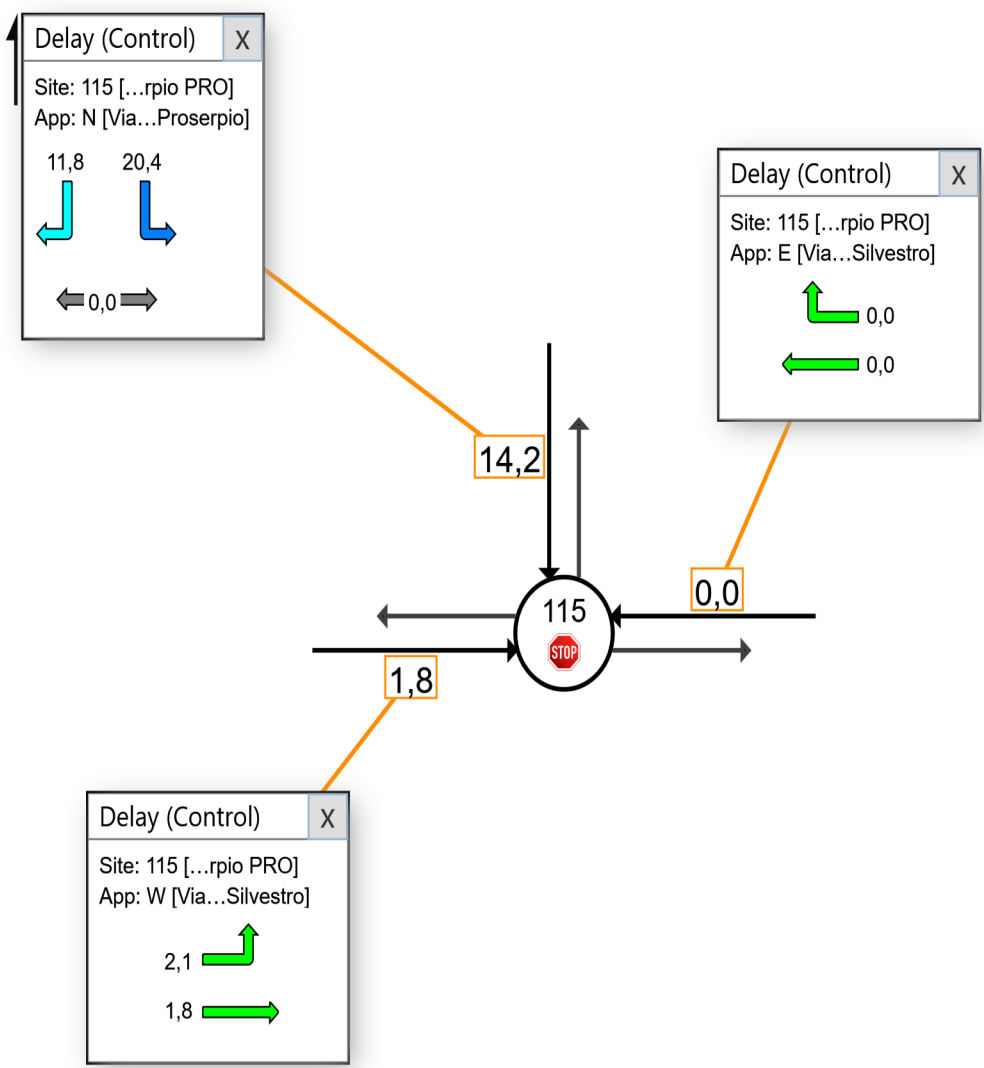 Delay (Control) X
Site: 115 [...rpio PRO]
App: N [Via...Proserpio]
11,8 20,4
0,0
Delay (Control) X
Site: 115 [...rpio PRO]
App: E [Via...Silvestro]
0,0
0,0
14,2
0,0
115
STOP
1,8
Delay (Control) X
Site: 115 [...rpio PRO]
App: W [Via...Silvestro]
2,1
1,8